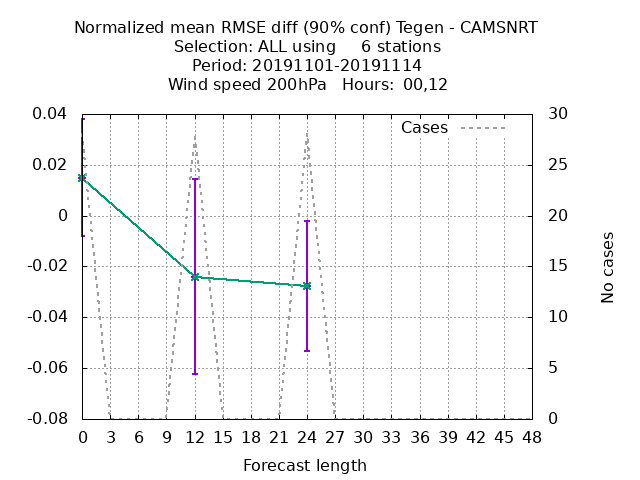 Normalized mean RMSE diff (90% conf) Tegen - CAMSNRT
Selection: ALL using     6 stations
Period: 20191101-20191114
Wind speed 200hPa   Hours: 00,12
Cases
0.04
0.02
0
-0.02
-0.04
-0.06
-0.08
30
25
20
15
10
5
0
No cases
0 3 6 9 12 15 18 21 24 27 30 33 36 39 42 45 48
Forecast length